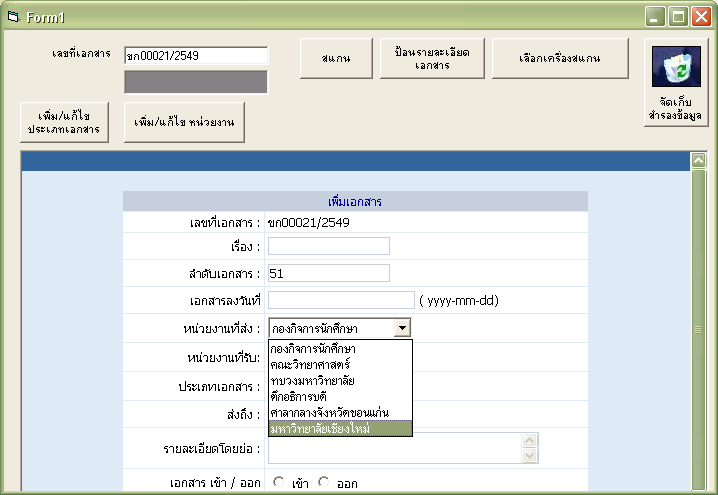 Form1
เลขที่เอกสาร ขก00021/2549
สแกน
ป้อนรายละเอียด
เอกสาร
เลือกเครื่องสแกน
จัดเก็บ
สำรองข้อมูล
เพิ่ม/แก้ไข
ประเภทเอกสาร
เพิ่ม/แก้ไข หน่วยงาน
เพิ่มเอกสาร
เลขที่เอกสาร : ขก00021/2549
เรื่อง :
ลำดับเอกสาร : 51
เอกสารลงวันที่ ( yyyy-mm-dd)
หน่วยงานที่ส่ง : กองกิจการนักศึกษา
หน่วยงานที่รับ:
ประเภทเอกสาร :
ส่งถึง :
กองกิจการนักศึกษา
คณะวิทยาศาสตร์
ทบวงมหาวิทยาลัย
ตึกอธิการบดี
ศาลากลางจังหวัดขอนแก่น
มหาวิทยาลัยเชียงใหม่
รายละเอียดโดยย่อ :
เอกสาร เข้า / ออก เข้า ออก